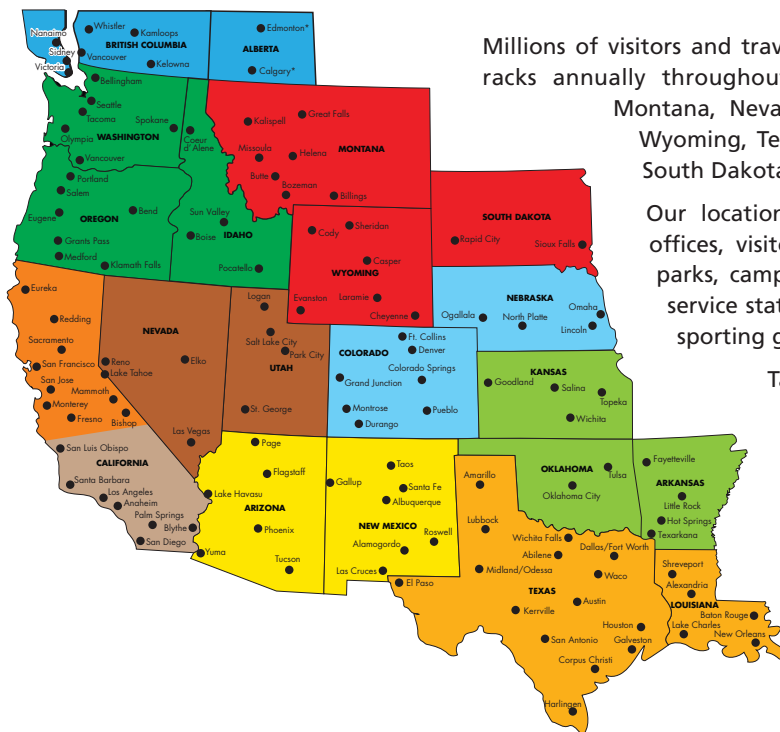 Millions of visitors and trav
racks annually throughout
Montana, Neva
Wyoming, Te
South Dakota
Our location
offices, visito
parks, camp
service stat
sporting g
Ta
Nanaimo
Sidney
Victoria
Whistler
Kamloops
BRITISH COLUMBIA
Vancouver
Kelowna
Edmonton*
ALBERTA
Calgary*
Bellingham
Seattle
Tacoma
Spokane
Olympia
WASHINGTON
Vancouver
Coeur
d'Alene
Kalispell
Great Falls
Missoula
MONTANA
Helena
Butte
Bozeman
Billings
Portland
Salem
Eugene
OREGON
Bend
Grants Pass
Medford
Klamath Falls
Sun Valley
Boise
IDAHO
Pocatello
Cody
Sheridan
Casper
WYOMING
Evanston
Laramie
Cheyenne
SOUTH DAKOTA
Rapid City
Sioux Falls
NEBRASKA
Ogallala
North Platte
Omaha
Lincoln
Eureka
Redding
Sacramento
San Francisco
San Jose
Monterey
Mammoth
Fresno
Bishop
NEVADA
Reno
Lake Tahoe
Elko
Las Vegas
Logan
Salt Lake City
Park City
UTAH
St. George
COLORADO
Ft. Collins
Denver
Colorado Springs
Grand Junction
Montrose
Pueblo
Durango
KANSAS
Goodland
Salina
Topeka
Wichita
San Luis Obispo
CALIFORNIA
Santa Barbara
Los Angeles
Anaheim
Palm Springs
Blythe
San Diego
Page
Flagstaff
Lake Havasu
ARIZONA
Phoenix
Yuma
Tucson
Taos
Gallup
Santa Fe
Albuquerque
NEW MEXICO
Roswell
Alamogordo
Las Cruces
OKLAHOMA
Tulsa
Oklahoma City
Fayetteville
ARKANSAS
Little Rock
Hot Springs
Texarkana
Amarillo
Lubbock
Wichita Falls
Abilene
Dallas/Fort Worth
El Paso
Midland/Odessa
Waco
TEXAS
Austin
Kerrville
Houston
San Antonio
Galveston
Corpus Christi
Harlingen
Shreveport
Alexandria
LOUISIANA
Baton Rouge
Lake Charles
New Orleans